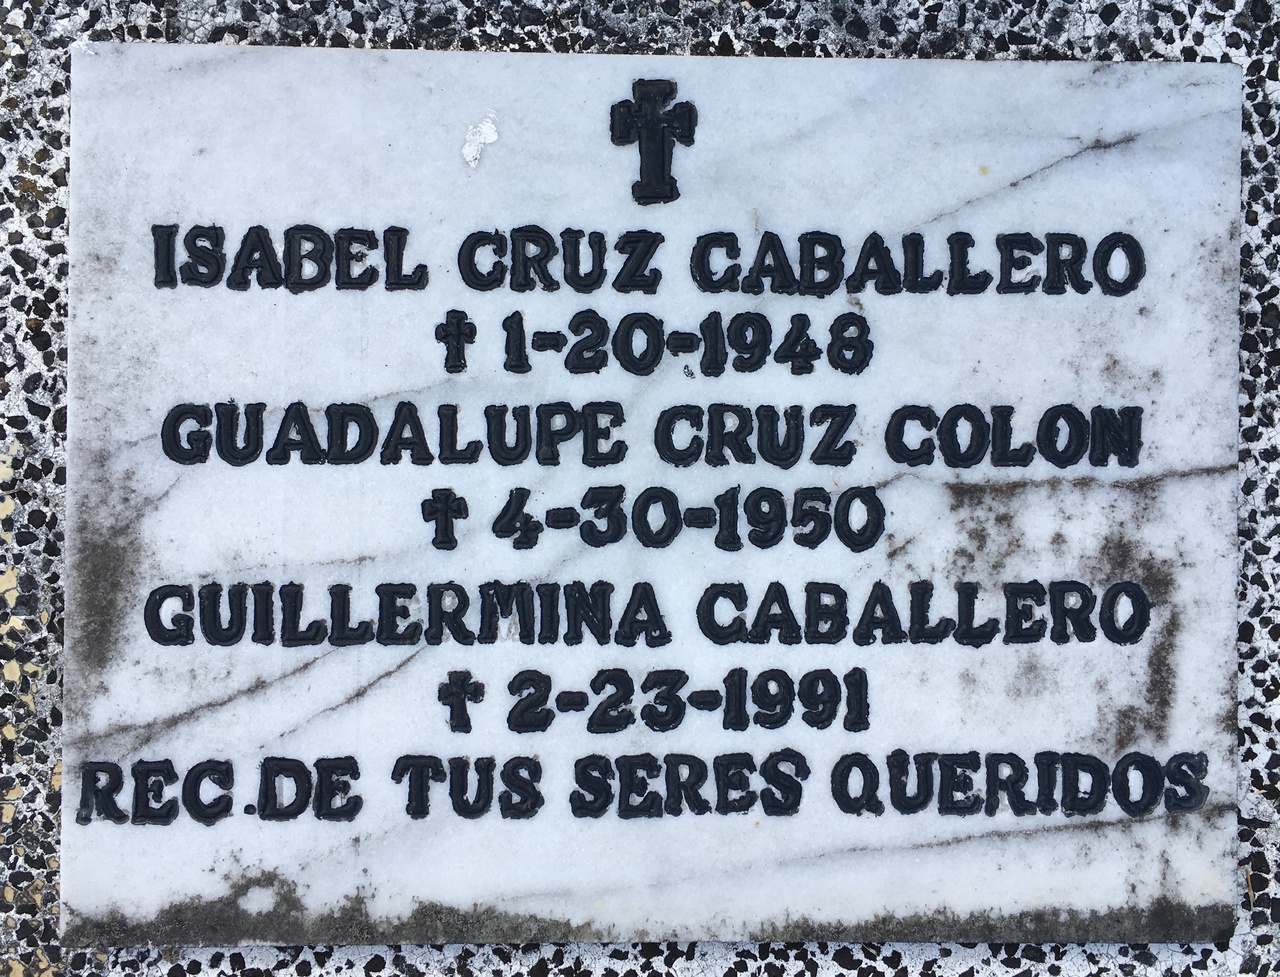 ISABEL CRUZ CABALLERO
✝ 1-20-1948
GUADALUPE CRUZ COLON
✝ 4-30-1950
GUILLERMINA CABALLERO
✝ 2-23-1991
REC.DE TUS SERES QUERIDOS